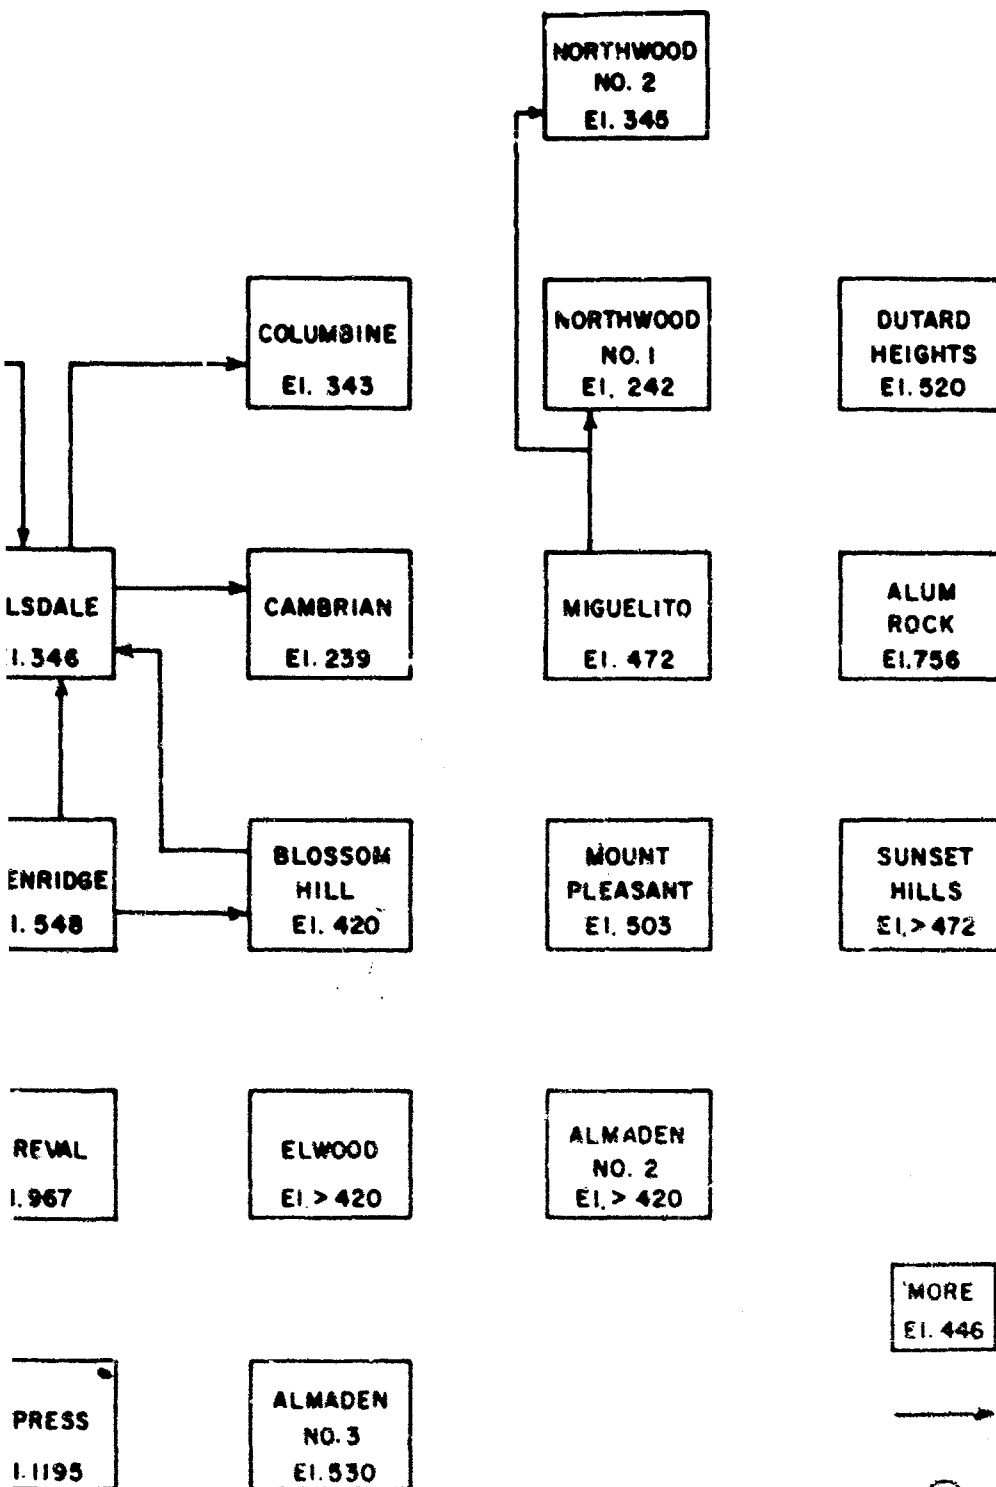 NORTHWOOD
NO. 2
El. 345
COLUMBINE
El. 343
NORTHWOOD
NO. 1
El. 242
DUTARD
HEIGHTS
El. 520
LSDALE
l. 346
CAMBRIAN
El. 239
MIGUELITO
El. 472
ALUM
ROCK
El. 756
ENRIDGE
l. 548
BLOSSOM
HILL
El. 420
MOUNT
PLEASANT
El. 503
SUNSET
HILLS
El. > 472
REVAL
l. 967
ELWOOD
El. > 420
ALMADEN
NO. 2
El. > 420
MORE
El. 446
PRESS
l. 1195
ALMADEN
NO. 3
El. 530